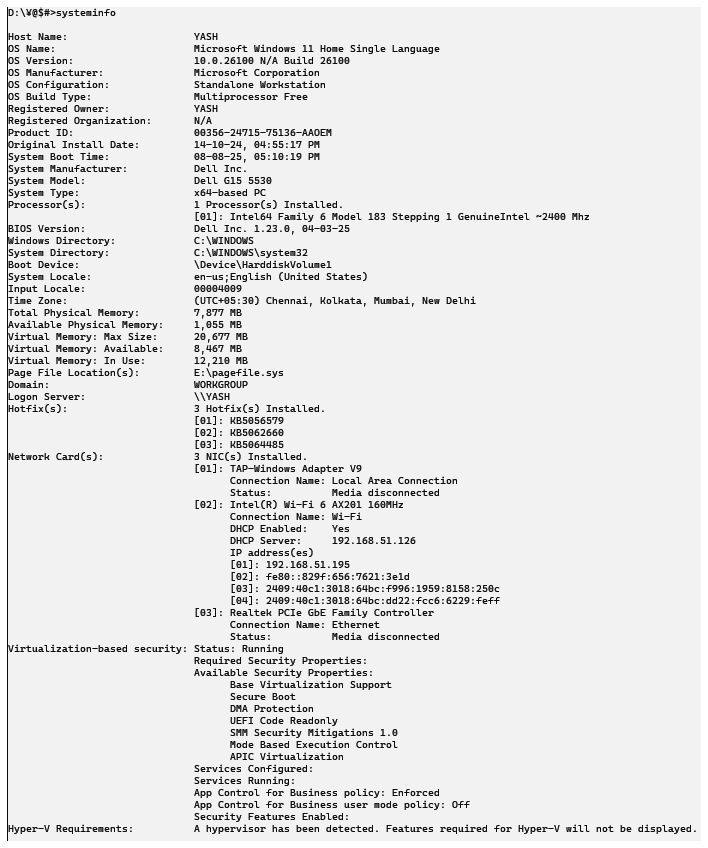 D:\¥@$#>systeminfo

Host Name:                     YASH
OS Name:                       Microsoft Windows 11 Home Single Language
OS Version:                    10.0.26100 N/A Build 26100
OS Manufacturer:               Microsoft Corporation
OS Configuration:              Standalone Workstation
OS Build Type:                 Multiprocessor Free
Registered Owner:              YASH
Registered Organization:       N/A
Product ID:                    00356-24715-75136-AAOEM
Original Install Date:         14-10-24, 04:55:17 PM
System Boot Time:              08-08-25, 05:10:19 PM
System Manufacturer:           Dell Inc.
System Model:                  Dell G15 5530
System Type:                   x64-based PC
Processor(s):                  1 Processor(s) Installed.
                               [01]: Intel64 Family 6 Model 183 Stepping 1 GenuineIntel ~2400 Mhz
BIOS Version:                  Dell Inc. 1.23.0, 04-03-25
Windows Directory:             C:\WINDOWS
System Directory:              C:\WINDOWS\system32
Boot Device:                   \Device\HarddiskVolume1
System Locale:                 en-us;English (United States)
Input Locale:                  00004009
Time Zone:                     (UTC+05:30) Chennai, Kolkata, Mumbai, New Delhi
Total Physical Memory:         7,877 MB
Available Physical Memory:     1,055 MB
Virtual Memory: Max Size:      20,677 MB
Virtual Memory: Available:     8,467 MB
Virtual Memory: In Use:        12,210 MB
Page File Location(s):         E:\pagefile.sys
Domain:                        WORKGROUP
Logon Server:                  \\YASH
Hotfix(s):                     3 Hotfix(s) Installed.
                               [01]: KB5056579
                               [02]: KB5062660
                               [03]: KB5064485
Network Card(s):               3 NIC(s) Installed.
                               [01]: TAP-Windows Adapter V9
                                     Connection Name: Local Area Connection
                                     Status:          Media disconnected
                               [02]: Intel(R) Wi-Fi 6 AX201 160MHz
                                     Connection Name: Wi-Fi
                                     DHCP Enabled:    Yes
                                     DHCP Server:     192.168.51.126
                                     IP address(es)
                                     [01]: 192.168.51.195
                                     [02]: fe80::829f:656:7621:3e1d
                                     [03]: 2409:40c1:3018:64bc:f996:1959:8158:250c
                                     [04]: 2409:40c1:3018:64bc:dd22:fcc6:6229:feff
                               [03]: Realtek PCIe GbE Family Controller
                                     Connection Name: Ethernet
                                     Status:          Media disconnected
Virtualization-based security: Status: Running
                               Required Security Properties:
                               Available Security Properties:
                                     Base Virtualization Support
                                     Secure Boot
                                     DMA Protection
                                     UEFI Code Readonly
                                     SMM Security Mitigations 1.0
                                     Mode Based Execution Control
                                     APIC Virtualization
                               Services Configured:
                               Services Running:
                               App Control for Business policy: Enforced
                               App Control for Business user mode policy: Off
                               Security Features Enabled:
Hyper-V Requirements:          A hypervisor has been detected. Features required for Hyper-V will not be displayed.